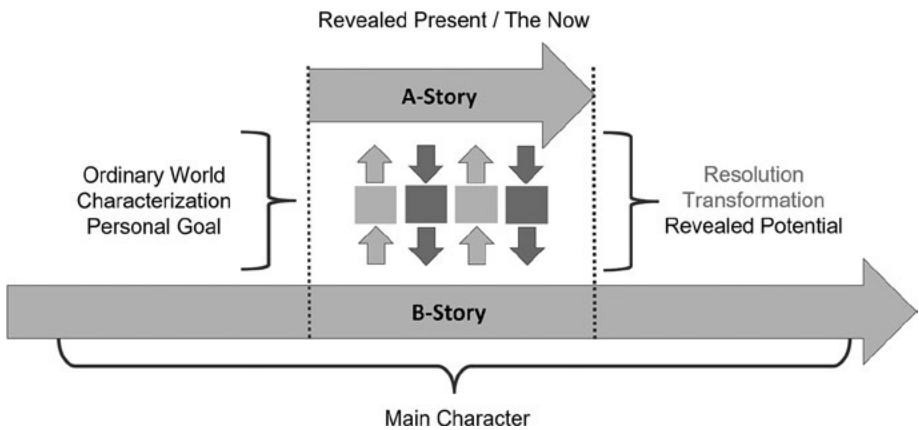 Revealed Present / The Now
A-Story
Ordinary World
Characterization
Personal Goal
Resolution
Transformation
Revealed Potential
B-Story
Main Character